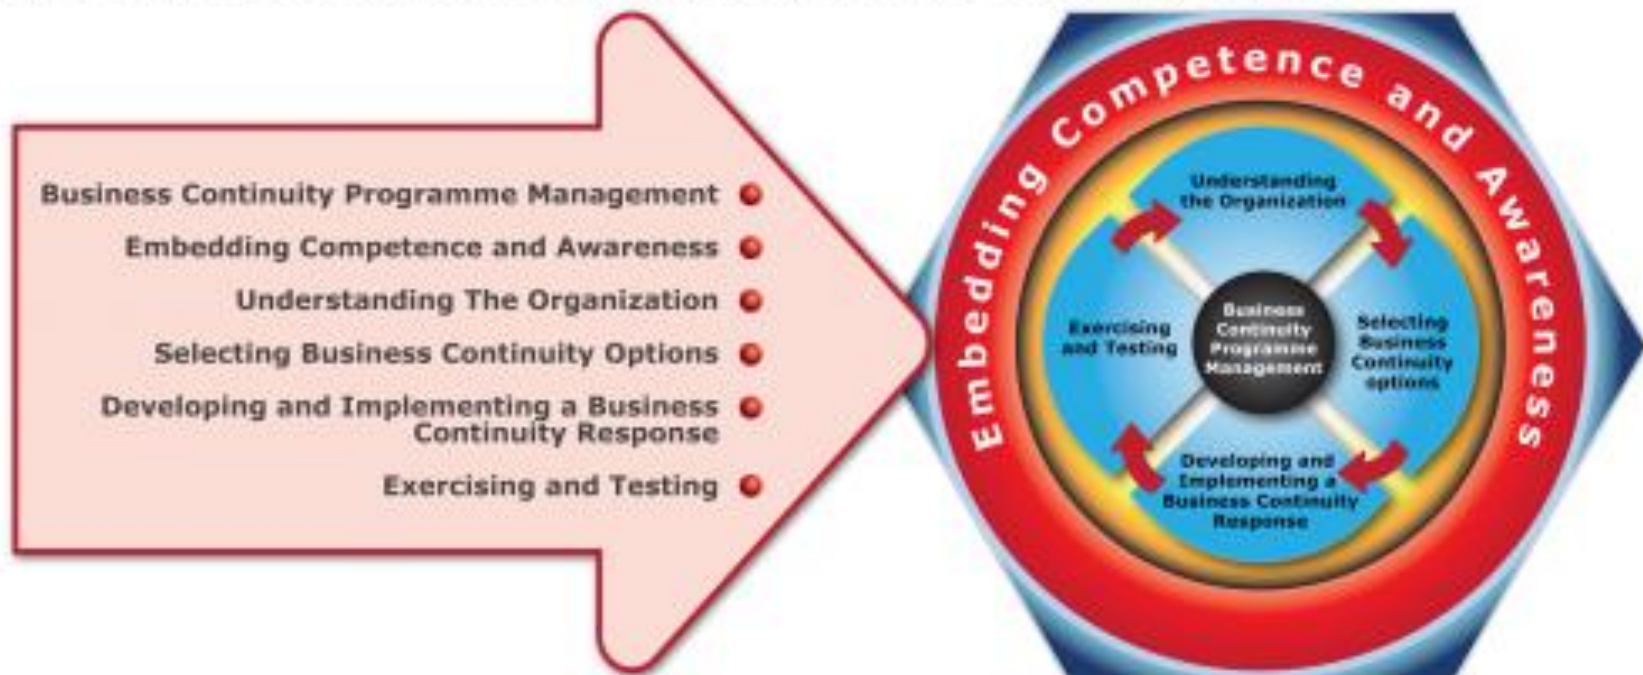 Business Continuity Programme Management
Embedding Competence and Awareness
Understanding The Organization
Selecting Business Continuity Options
Developing and Implementing a Business
Continuity Response
Exercising and Testing
Embedding Competence and Awareness
Understanding
the Organization
Exercising
and Testing
Business
Continuity
Programme
Management
Selecting
Business
Continuity
options
Developing and
Implementing a
Business Continuity
Response